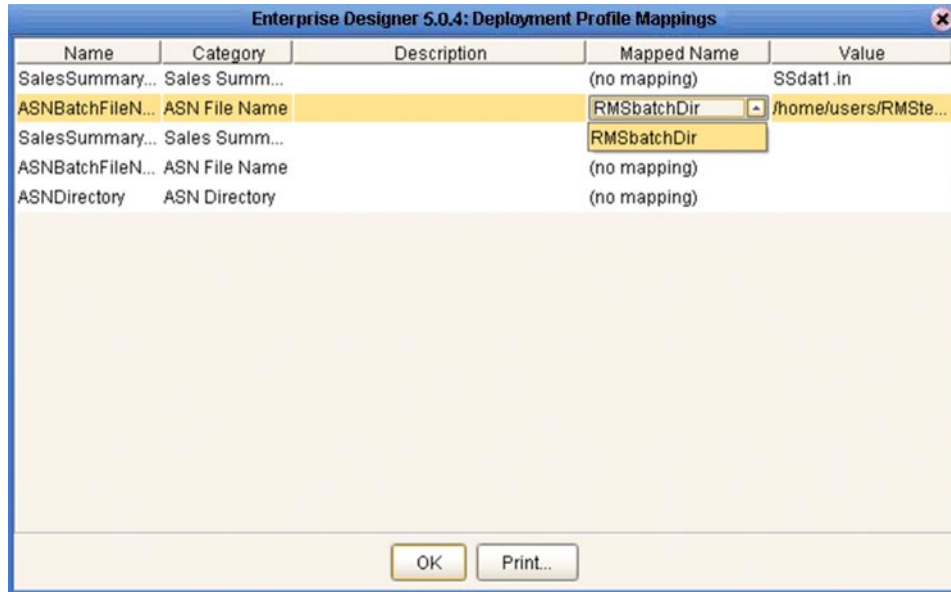 Enterprise Designer 5.0.4: Deployment Profile Mappings
Name Category Description Mapped Name Value
SalesSummary... Sales Summ... (no mapping) SSdat1.in
ASNBatchFileN... ASN File Name RMSbatchDir /home/users/RMSte...
SalesSummary... Sales Summ... RMSbatchDir
ASNBatchFileN... ASN File Name (no mapping)
ASNDirectory ASN Directory (no mapping)
OK Print...